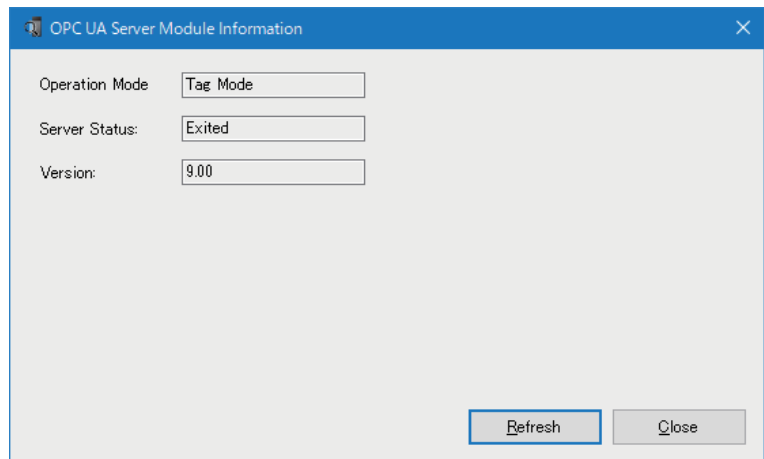 OPC UA Server Module Information
Operation Mode Tag Mode
Server Status: Exited
Version: 9.00
Refresh Close